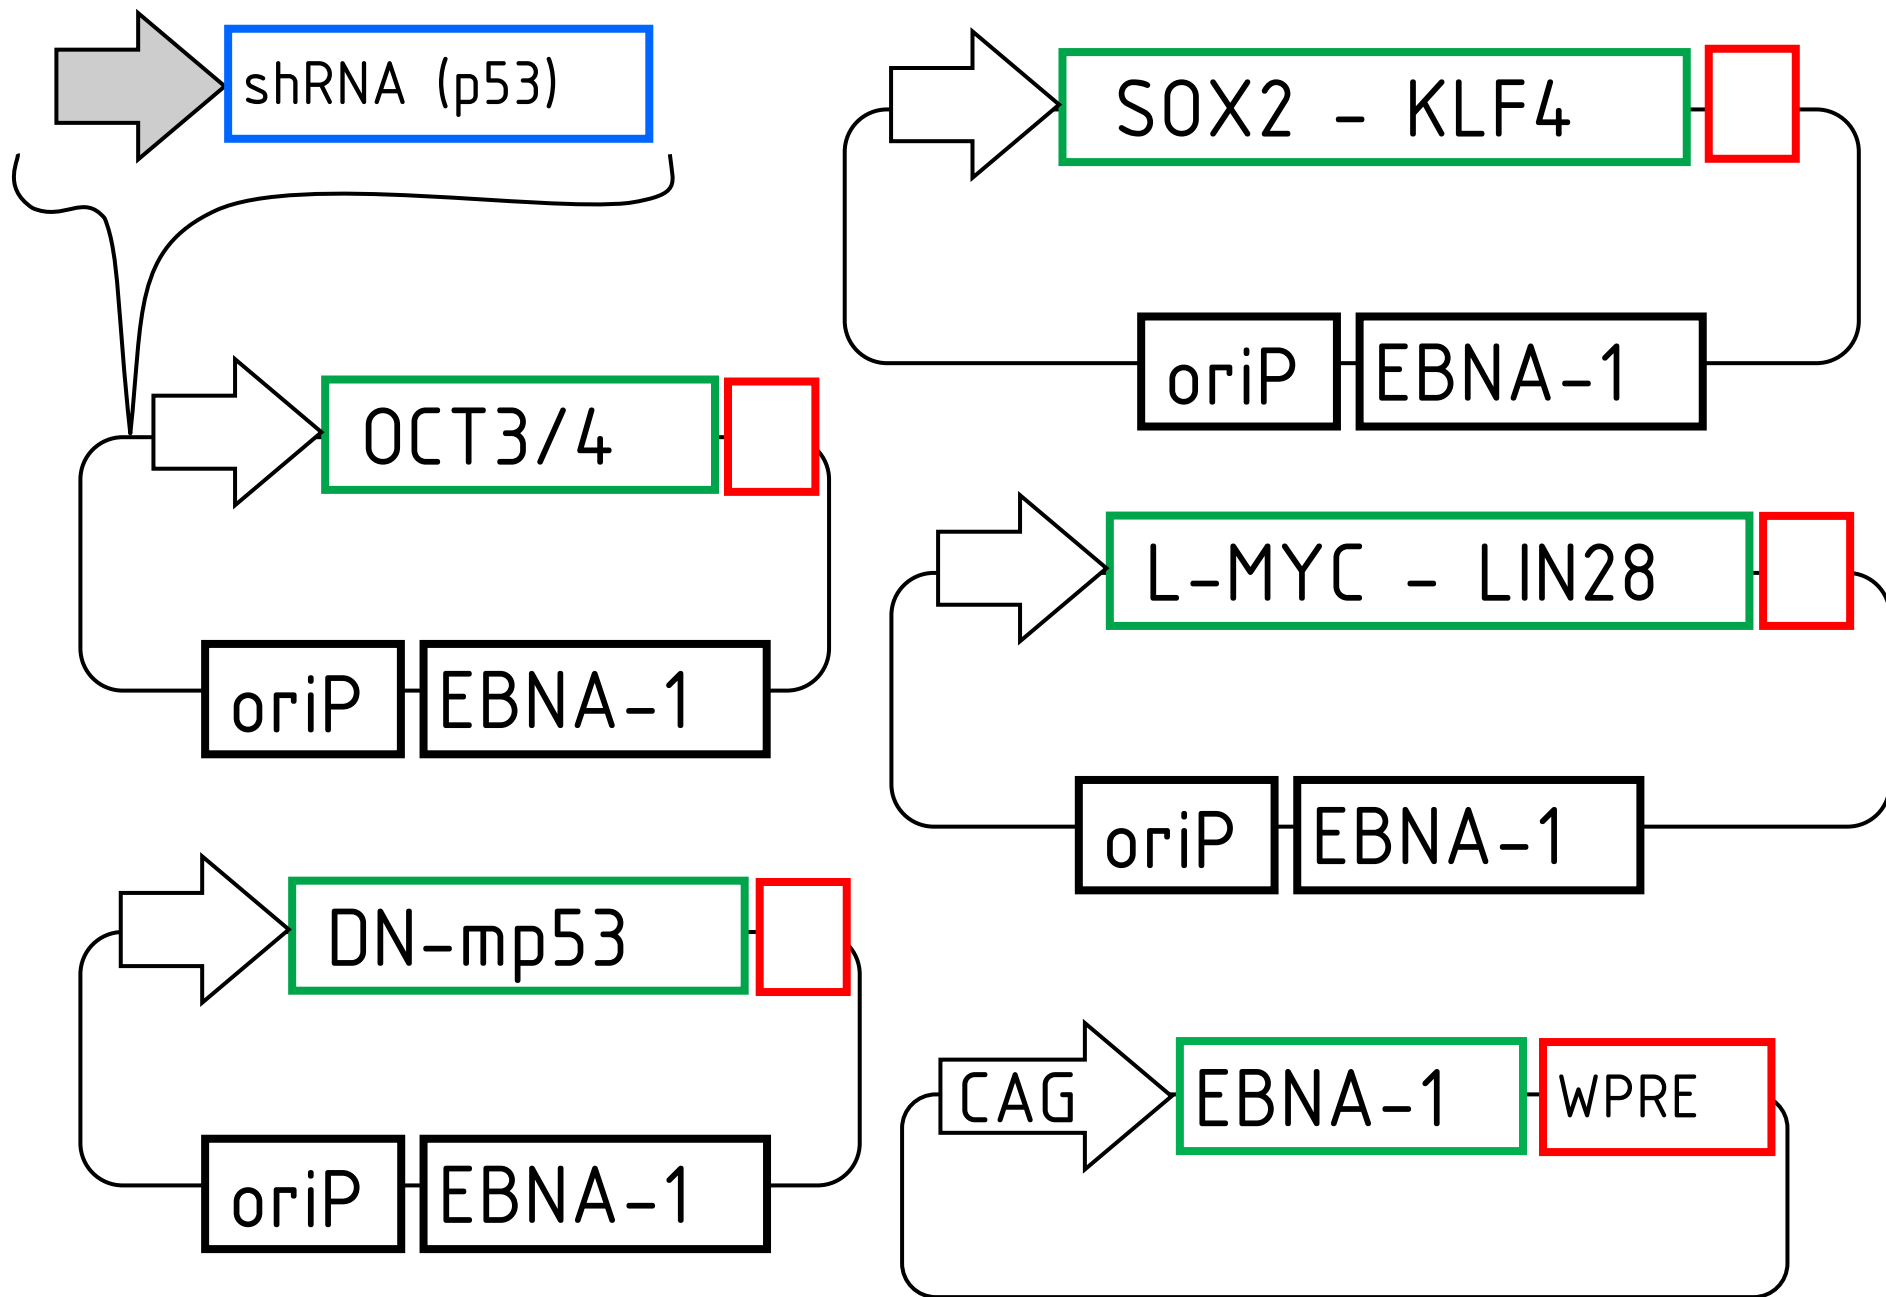 shRNA (p53)
OCT3/4
oriP EBNA-1
DN-mp53
oriP EBNA-1
SOX2 - KLF4
oriP EBNA-1
L-MYC - LIN28
oriP EBNA-1
CAG EBNA-1 WPRE